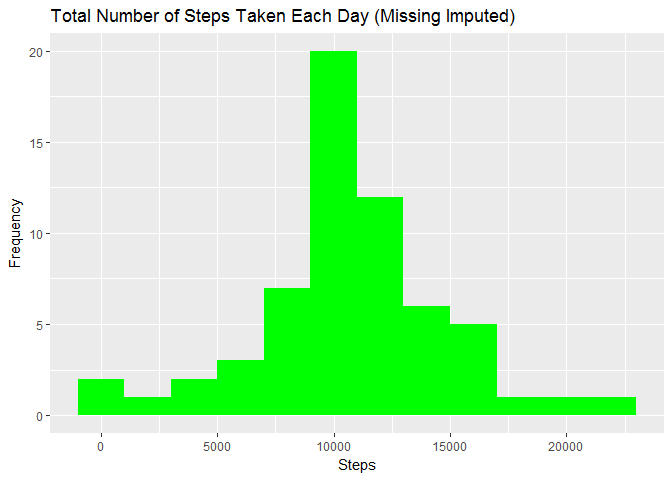 Total Number of Steps Taken Each Day (Missing Imputed)
20
15
10
5
0
Frequency
0 5000 10000 15000 20000
Steps